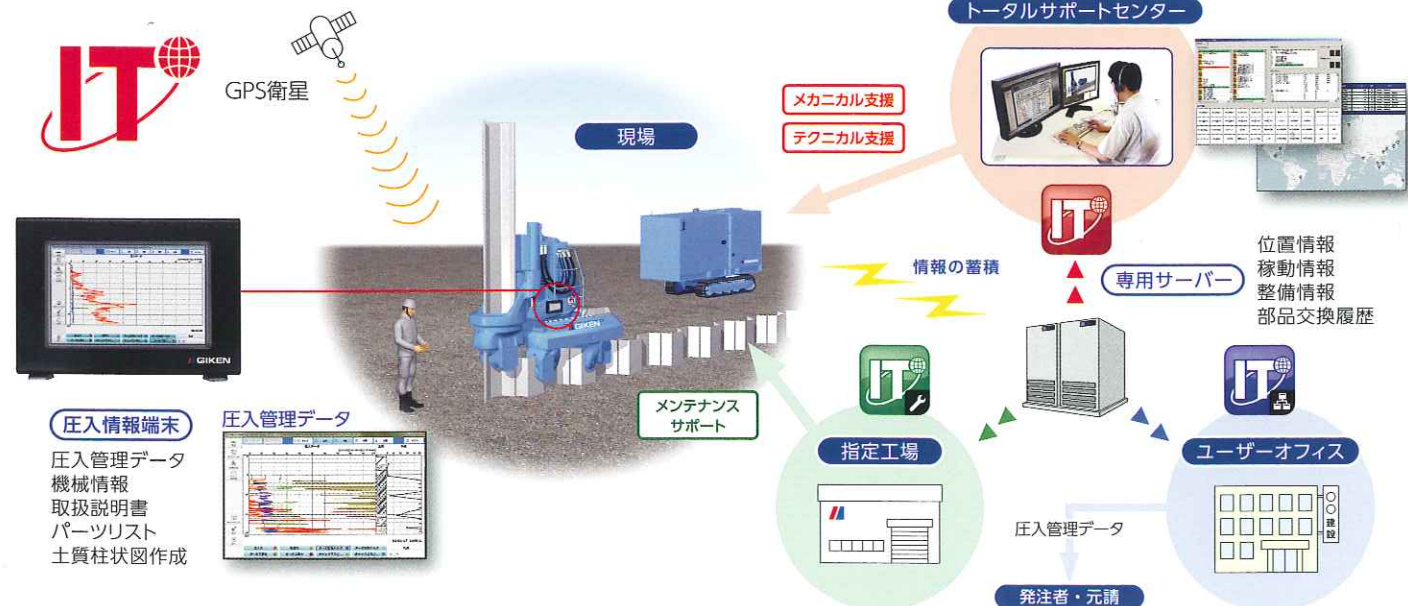 トータルサポートセンター
IT
GPS衛星
メカニカル支援
テクニカル支援
現場
GIKEN
GIKEN
圧入情報端末
圧入管理データ
機械情報
取扱説明書
パーツリスト
土質柱状図作成
圧入管理データ
情報の蓄積
IT
専用サーバー
位置情報
稼動情報
整備情報
部品交換履歴
メンテナンス
サポート
IT
指定工場
IT
ユーザーオフィス
建設
圧入管理データ
発注者・元請